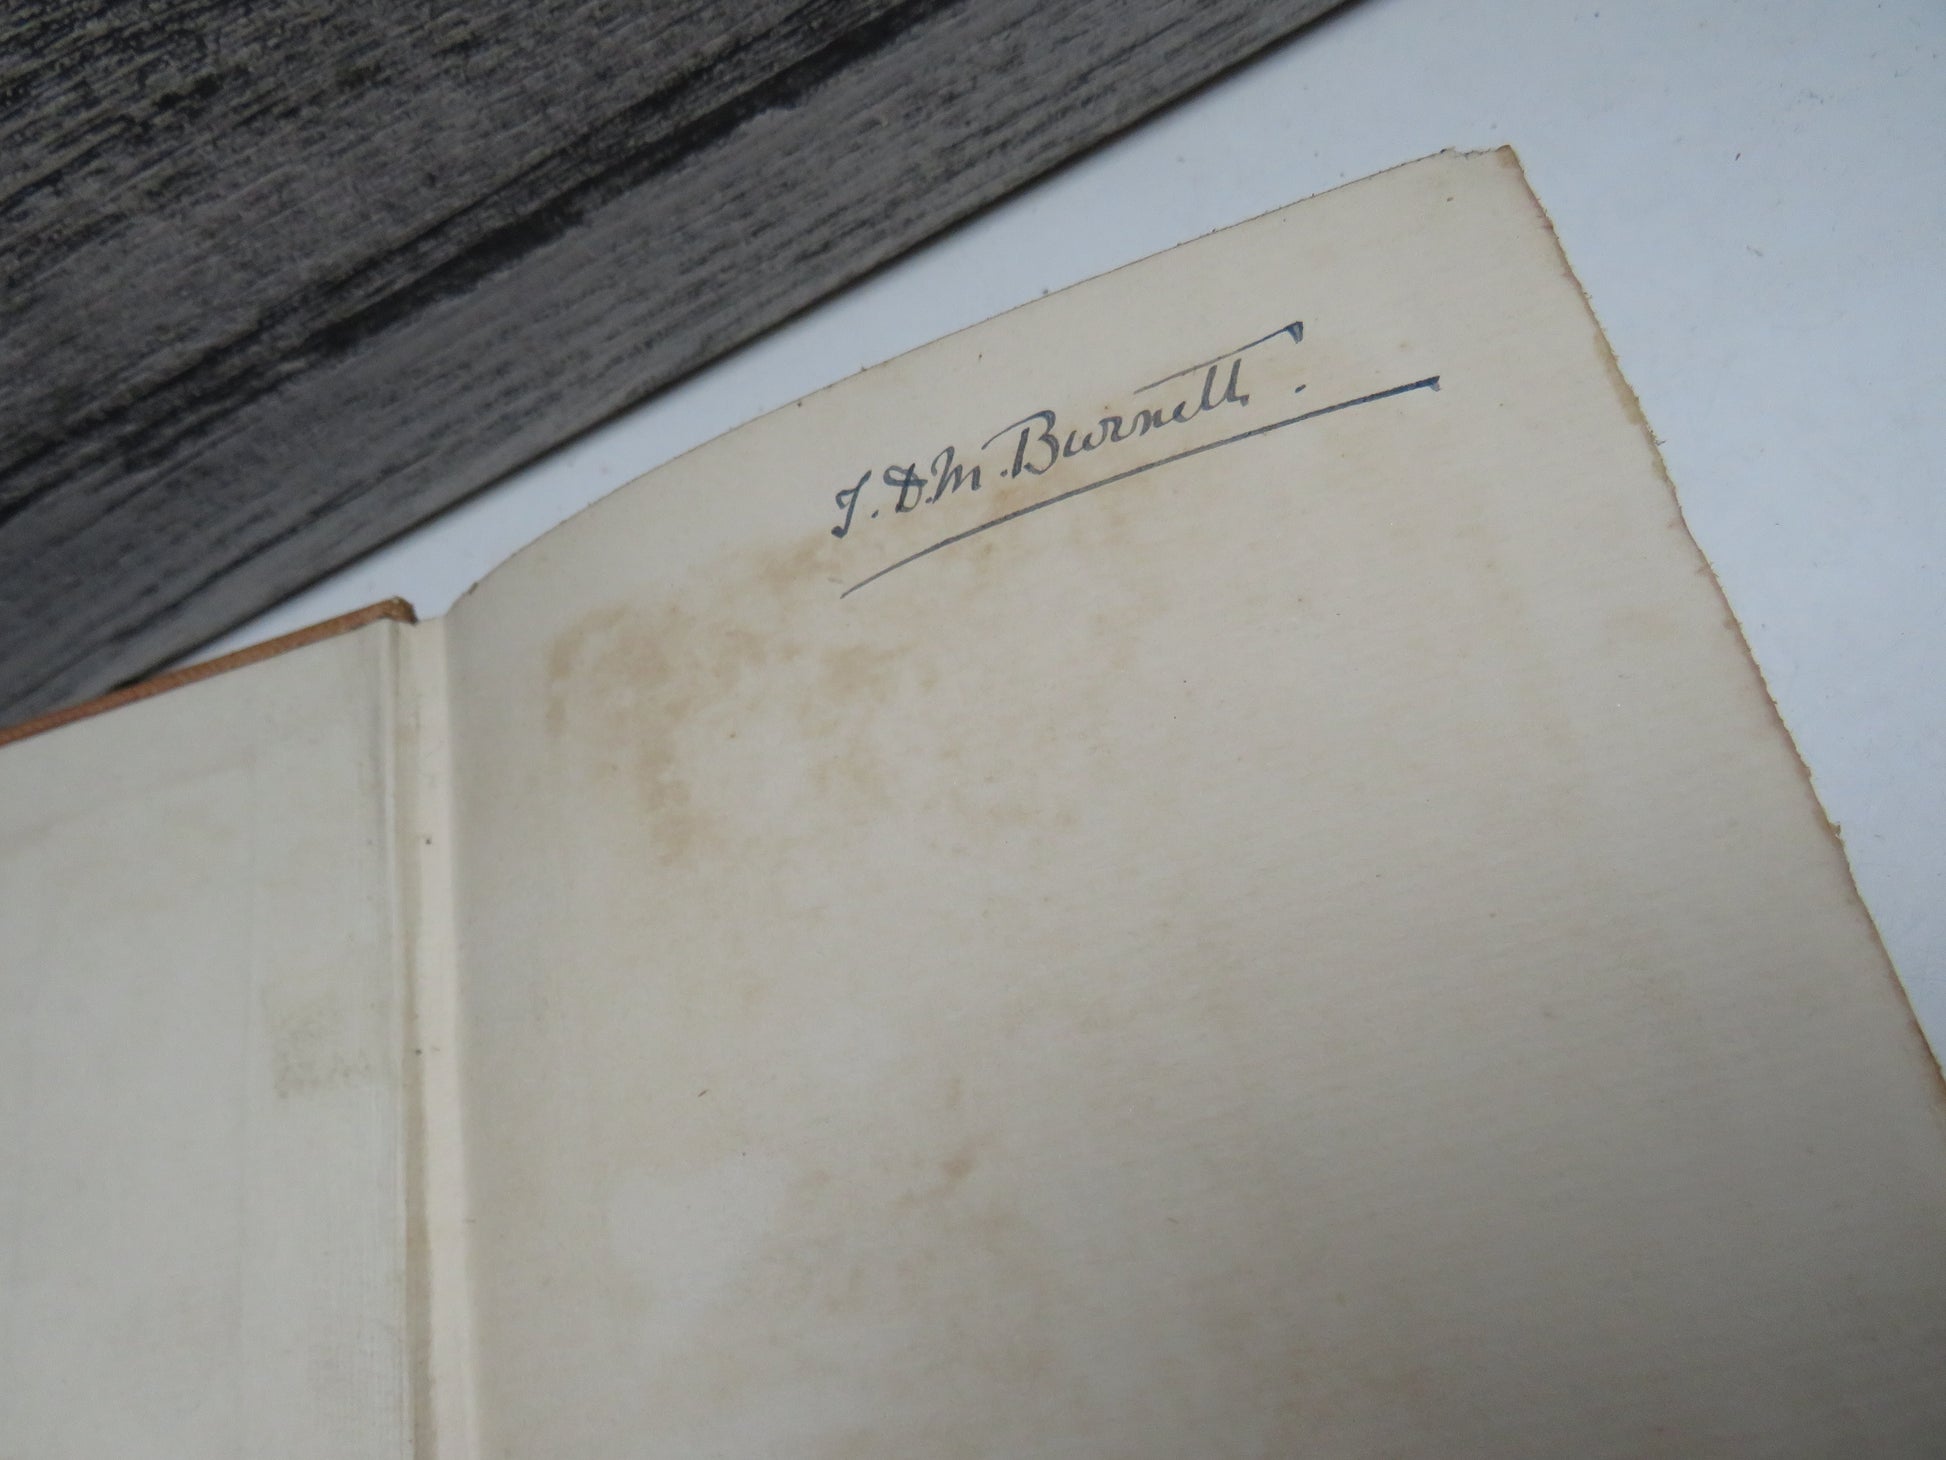 T. D. M. Burnett.